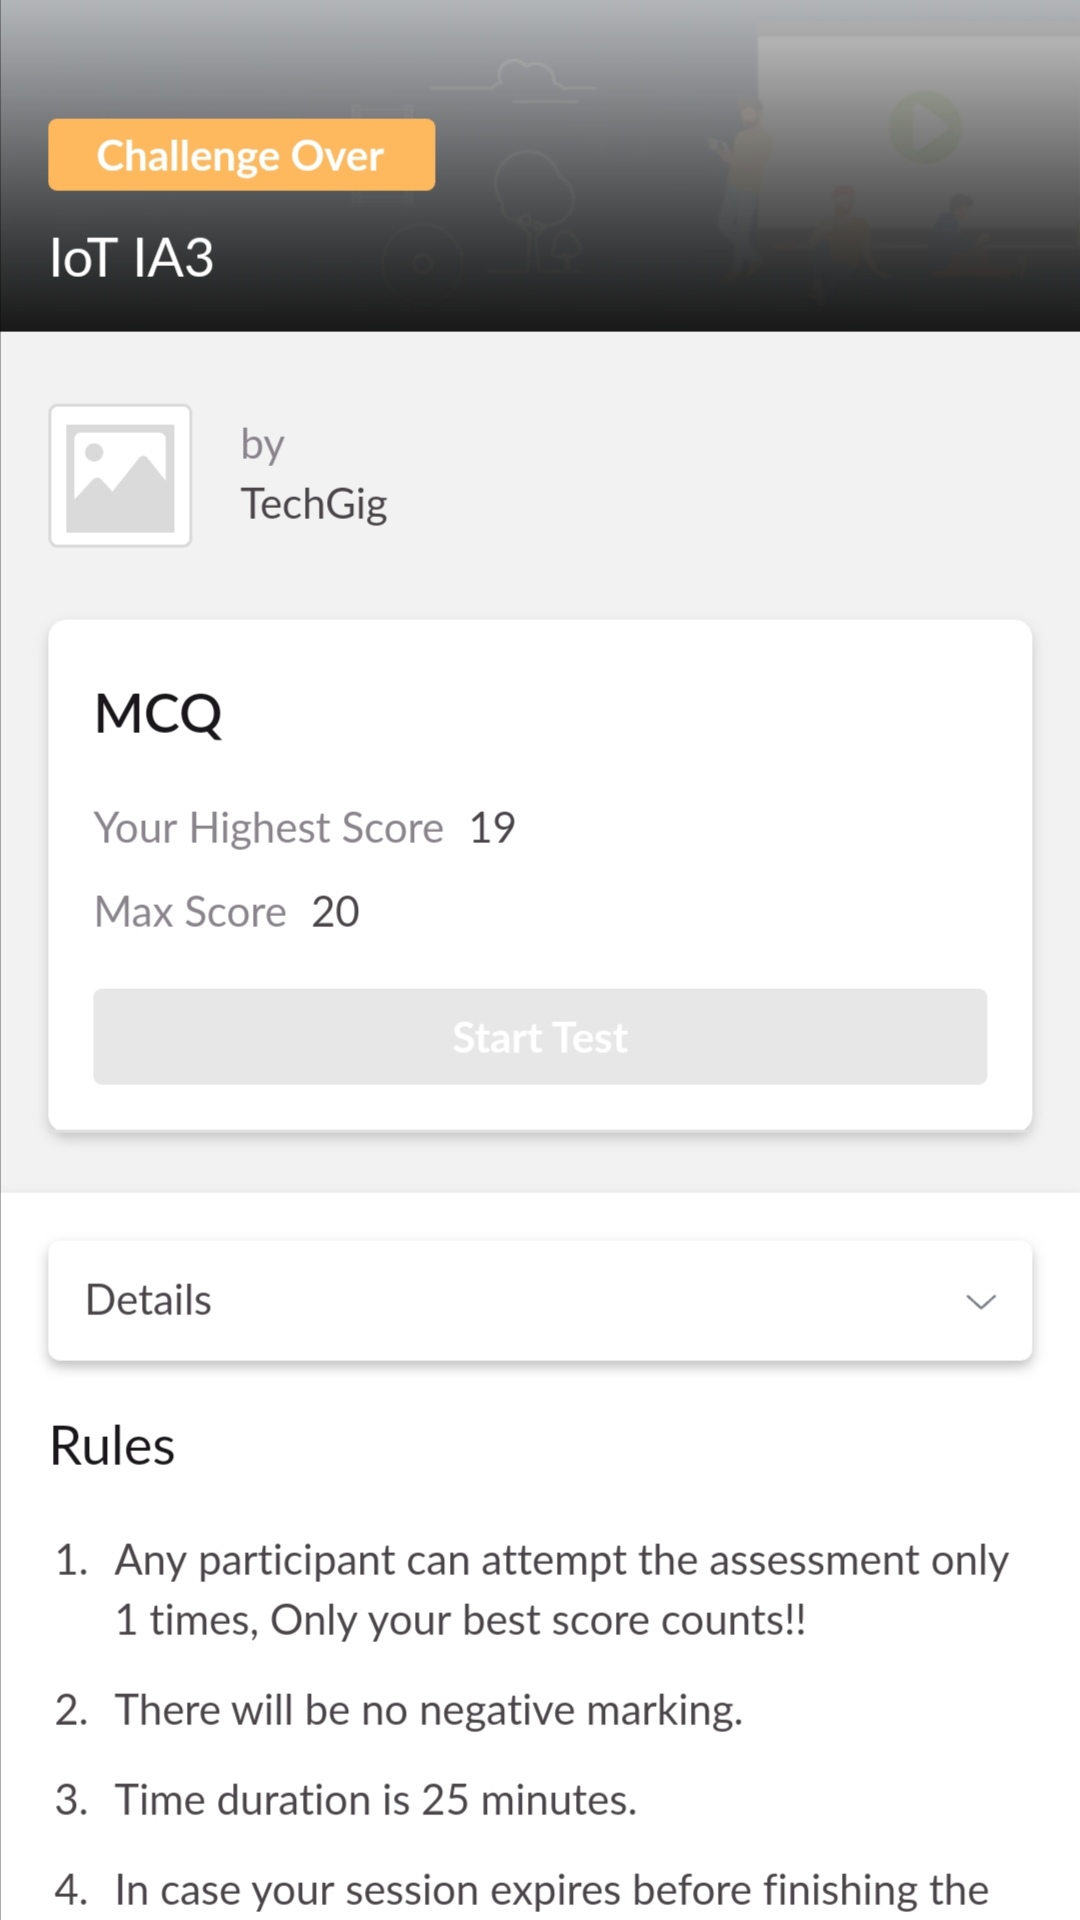 Challenge Over
IoT IA3
by
TechGig
MCQ
Your Highest Score 19
Max Score 20
Start Test
Details
Rules
1. Any participant can attempt the assessment only
1 times, Only your best score counts!!
2. There will be no negative marking.
3. Time duration is 25 minutes.
4. In case your session expires before finishing the